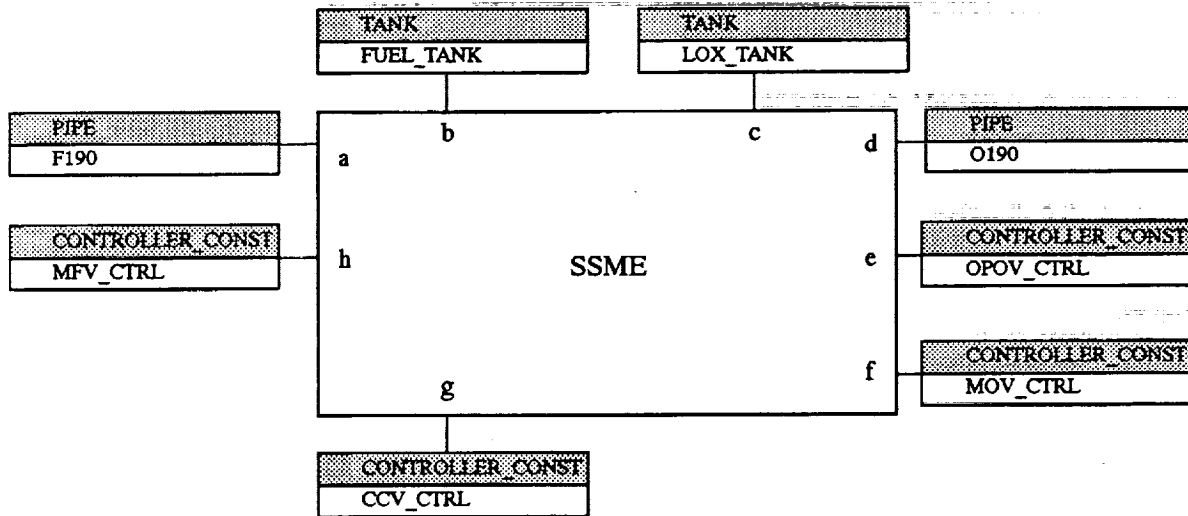 TANK
FUEL_TANK
TANK
LOX_TANK
PIPE
F190
a
b
c
d
PIPE
O190
CONTROLLER_CONST
MFV_CTRL
h
SSME
e
CONTROLLER_CONST
OPOV_CTRL
f
CONTROLLER_CONST
MOV_CTRL
g
CONTROLLER_CONST
CCV_CTRL